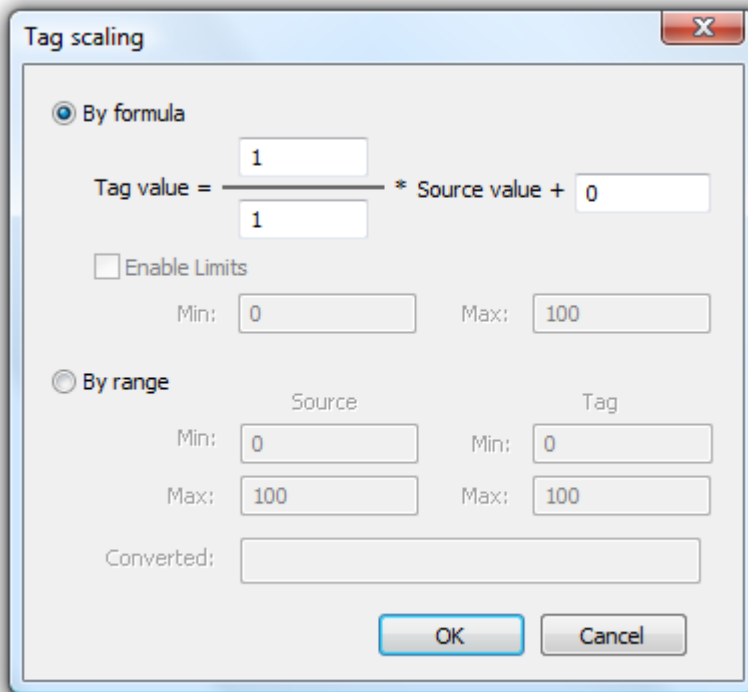 Tag scaling
By formula
1
Tag value = * Source value + 0
1
Enable Limits
Min: 0 Max: 100
By range
Source Tag
Min: 0 Min: 0
Max: 100 Max: 100
Converted:
OK Cancel